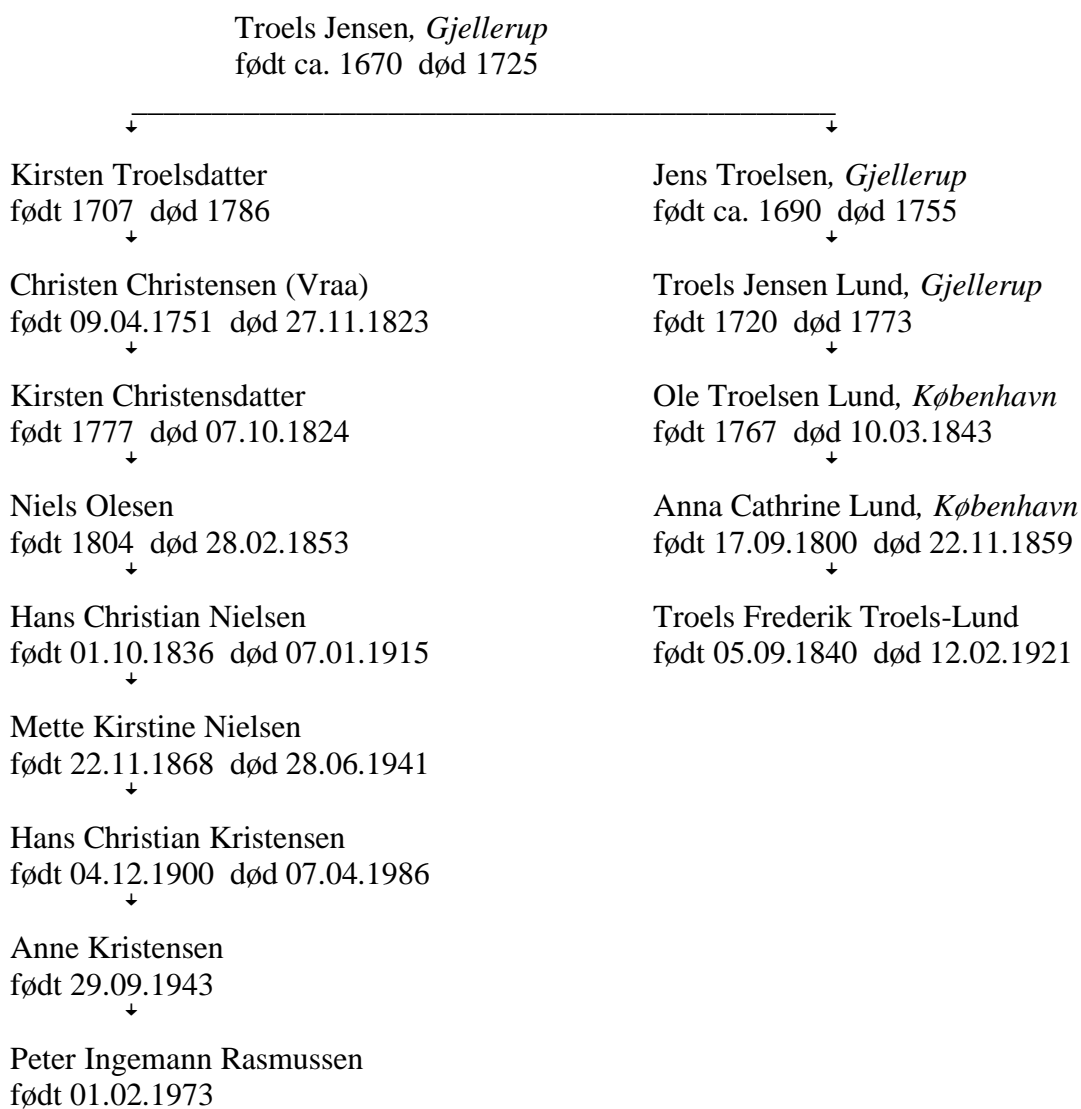 Troels Jensen, Gjellerup
født ca. 1670 død 1725
Kirsten Troelsdatter
født 1707 død 1786
Christen Christensen (Vraa)
født 09.04.1751 død 27.11.1823
Kirsten Christensdatter
født 1777 død 07.10.1824
Niels Olesen
født 1804 død 28.02.1853
Hans Christian Nielsen
født 01.10.1836 død 07.01.1915
Mette Kirstine Nielsen
født 22.11.1868 død 28.06.1941
Hans Christian Kristensen
født 04.12.1900 død 07.04.1986
Anne Kristensen
født 29.09.1943
Peter Ingemann Rasmussen
født 01.02.1973
Jens Troelsen, Gjellerup
født ca. 1690 død 1755
Troels Jensen Lund, Gjellerup
født 1720 død 1773
Ole Troelsen Lund, København
født 1767 død 10.03.1843
Anna Cathrine Lund, København
født 17.09.1800 død 22.11.1859
Troels Frederik Troels-Lund
født 05.09.1840 død 12.02.1921